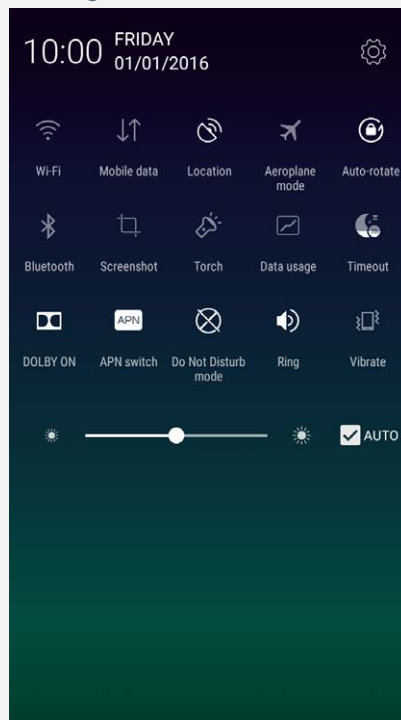 10:00 FRIDAY
01/01/2016
Wi-Fi Mobile data Location Aeroplane mode Auto-rotate
Bluetooth Screenshot Torch Data usage Timeout
APN
DOLBY ON APN switch Do Not Disturb mode Ring Vibrate
AUTO